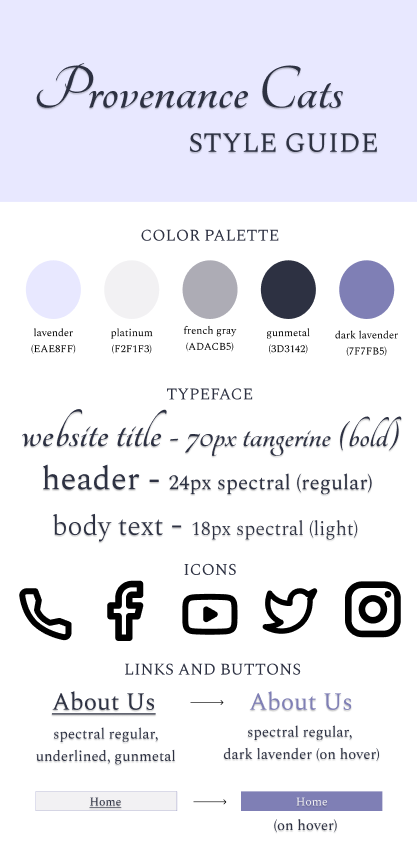 Provenance Cats
STYLE GUIDE
COLOR PALETTE
lavender
(EAE8FF)
platinum
(F2F1F3)
french gray
(ADACB5)
gunmetal
(3D3142)
dark lavender
(7F7FB5)
TYPEFACE
website title - 70px tangerine (bold)
header - 24px spectral (regular)
body text - 18px spectral (light)
ICONS
LINKS AND BUTTONS
About Us
spectral regular,
underlined, gunmetal
About Us
spectral regular,
dark lavender (on hover)
Home
Home
(on hover)